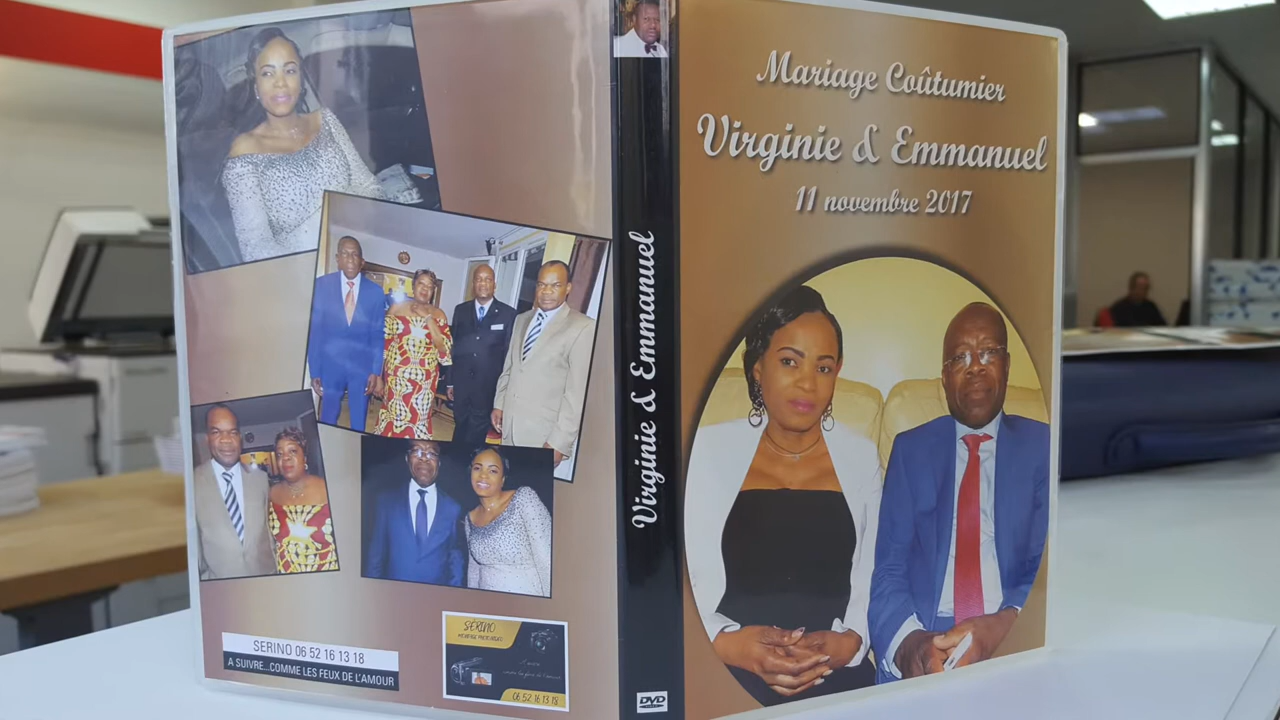 Mariage Coûtumier
Virginie & Emmanuel
11 novembre 2017
Virginie & Emmanuel
DVD
SERINO 06 52 16 13 18
A SUIVRE...COMME LES FEUX DE L'AMOUR
SERINO
06 52 16 13 18